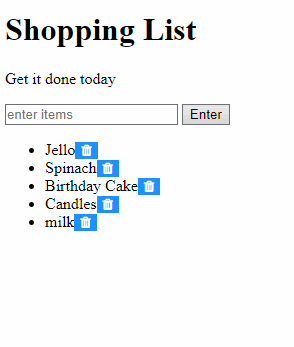 Shopping List
Get it done today
enter items Enter
Jello
Spinach
Birthday Cake
Candles
milk